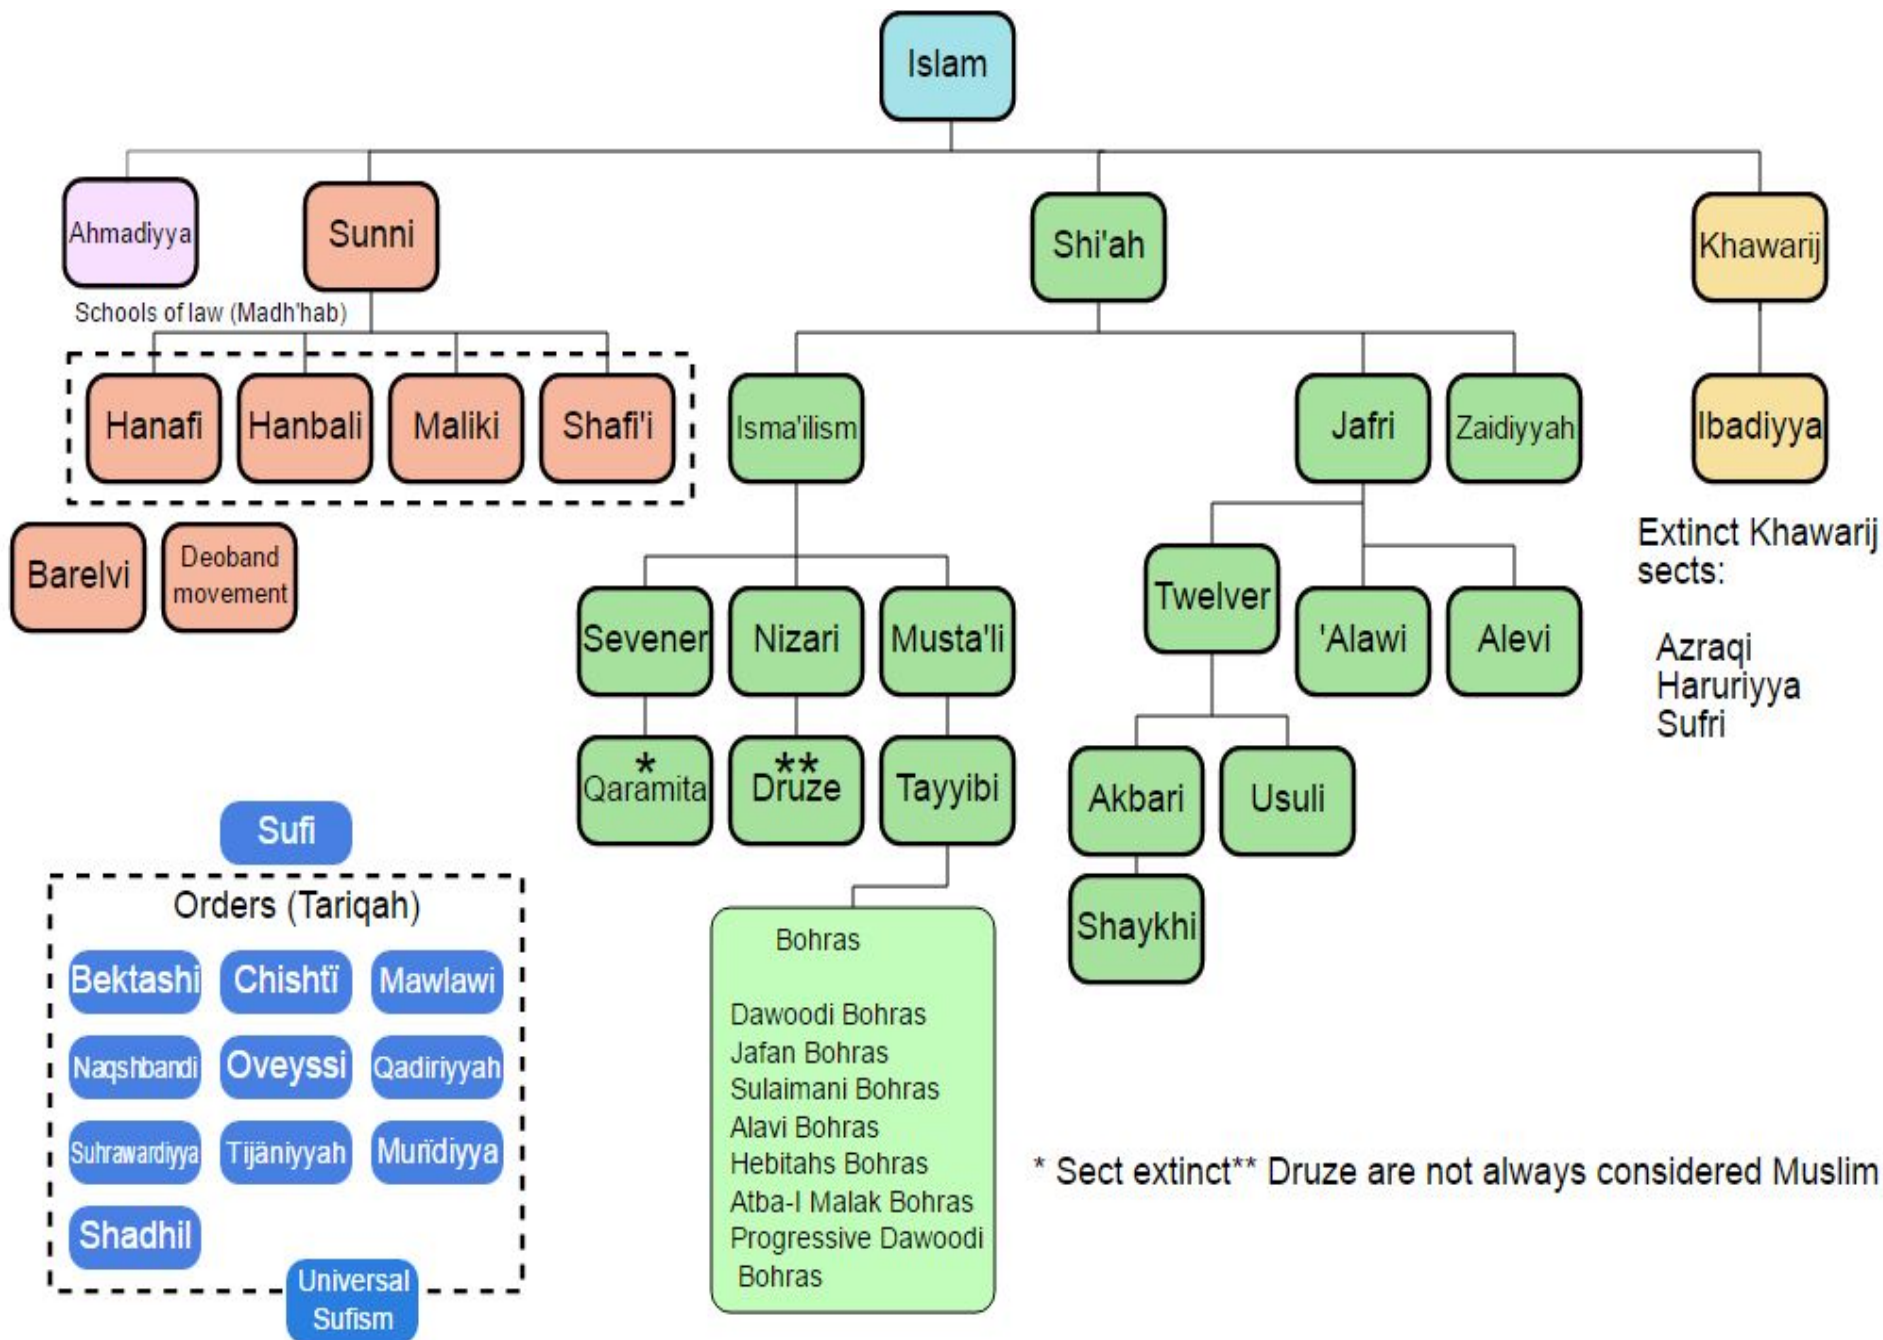 Islam
Ahmadiyya
Sunni
Shi'ah
Khawarij
Schools of law (Madh'hab)
Hanafi
Hanbali
Maliki
Shafi'i
Isma'ilism
Jafri
Zaidiyyah
Ibadiyya
Barelvi
Deoband
movement
Extinct Khawarij
sects:
Azraqi
Haruriyya
Sufri
Sevener
Nizari
Musta'li
Twelver
'Alawi
Alevi
*
Qaramita
**
Druze
Tayyibi
Akbari
Usuli
Shaykhi
Sufi
Orders (Tariqah)
Bektashi
Chishtï
Mawlawi
Naqshbandi
Oveyssi
Qadiriyyah
Suhrawardiyya
Tijäniyyah
Murïdiyya
Shadhil
Universal
Sufism
Bohras
Dawoodi Bohras
Jafan Bohras
Sulaimani Bohras
Alavi Bohras
Hebitahs Bohras
Atba-I Malak Bohras
Progressive Dawoodi
Bohras
* Sect extinct** Druze are not always considered Muslim